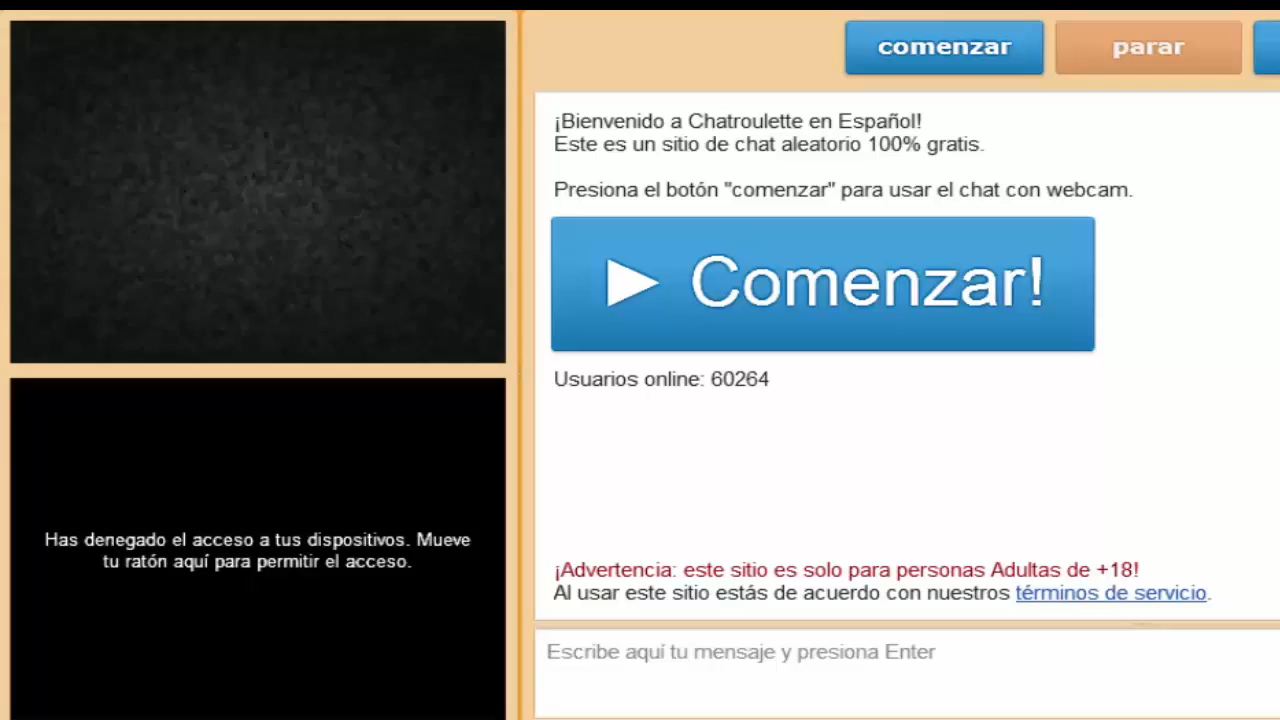 comenzar
parar
¡Bienvenido a Chatroulette en Español!
Este es un sitio de chat aleatorio 100% gratis.
Presiona el botón "comenzar" para usar el chat con webcam.
Comenzar!
Usuarios online: 60264
Has denegado el acceso a tus dispositivos. Mueve
tu ratón aquí para permitir el acceso.
¡Advertencia: este sitio es solo para personas Adultas de +18!
Al usar este sitio estás de acuerdo con nuestros términos de servicio.
Escribe aquí tu mensaje y presiona Enter